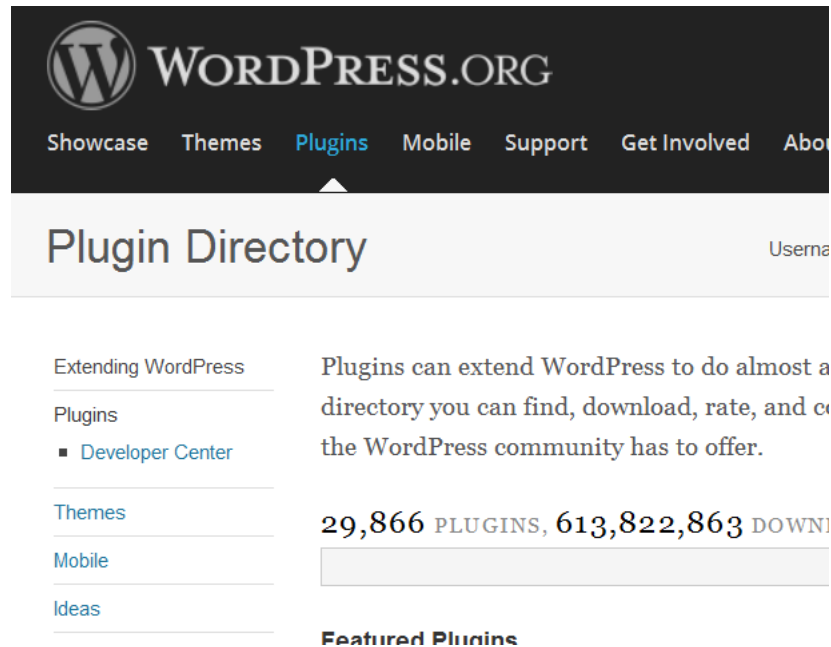 WORDPRESS.ORG
Showcase Themes Plugins Mobile Support Get Involved
Plugin Directory
Extending WordPress
Plugins
▪ Developer Center
Themes
Mobile
Ideas
Plugins can extend WordPress to do almost
directory you can find, download, rate, and
the WordPress community has to offer.
29,866 PLUGINS, 613,822,863
Featured Plugins